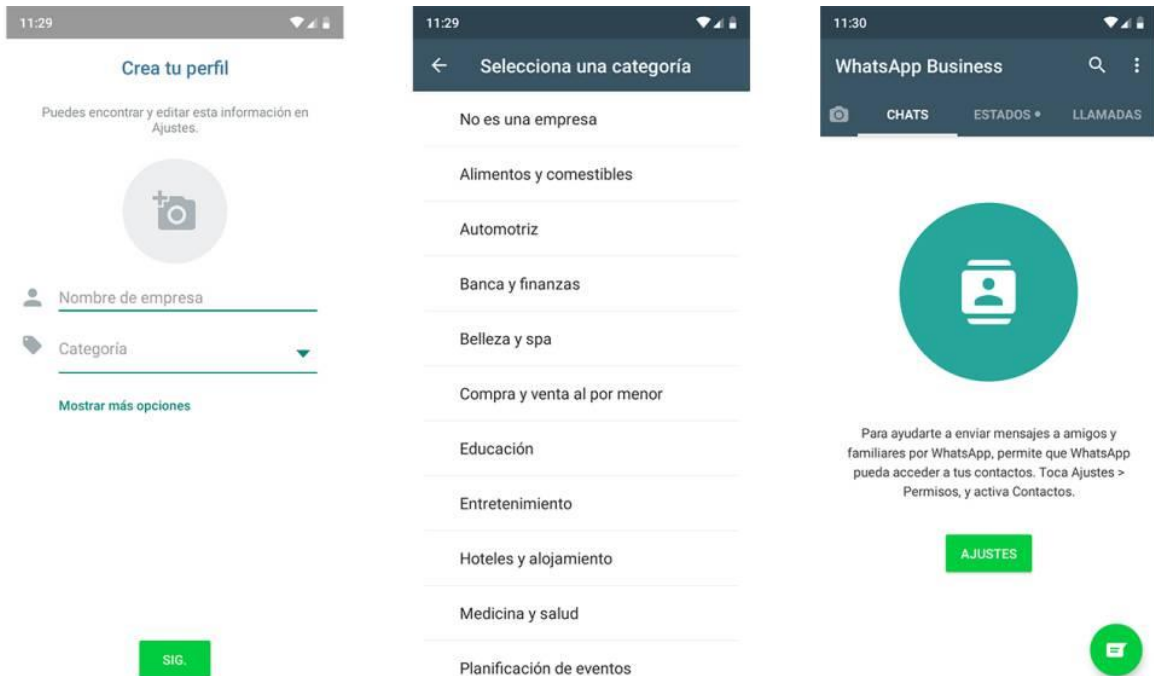 11:29
Crea tu perfil
Puedes encontrar y editar esta información en
Ajustes.
Nombre de empresa
Categoría
Mostrar más opciones
SIG.
11:29
Selecciona una categoría
No es una empresa
Alimentos y comestibles
Automotriz
Banca y finanzas
Belleza y spa
Compra y venta al por menor
Educación
Entretenimiento
Hoteles y alojamiento
Medicina y salud
Planificación de eventos
11:30
WhatsApp Business
CHATS
ESTADOS
LLAMADAS
Para ayudarte a enviar mensajes a amigos y
familiares por WhatsApp, permite que WhatsApp
pueda acceder a tus contactos. Toca Ajustes >
Permisos, y activa Contactos.
AJUSTES